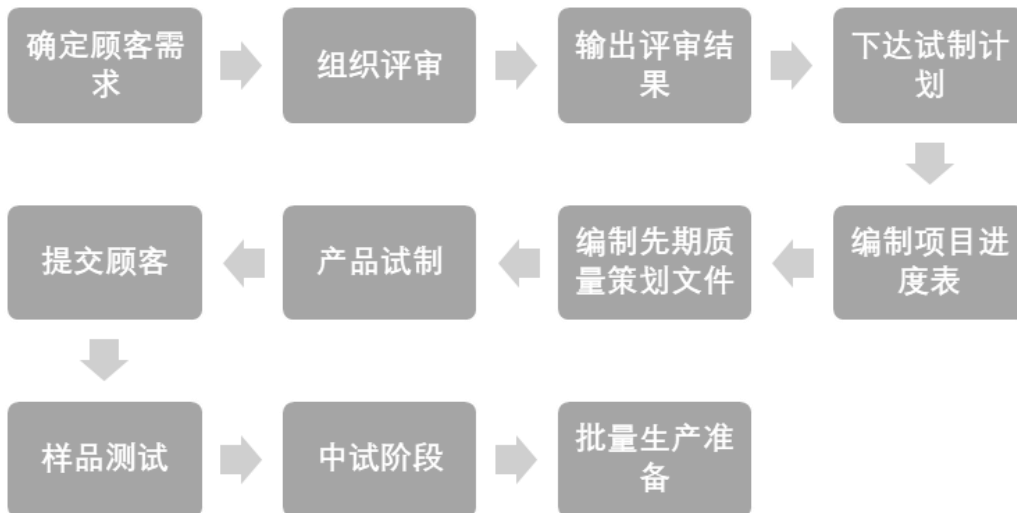 确定顾客需
求
组织评审
输出评审结
果
下达试制计
划
编制项目进
度表
编制先期质
量策划文件
产品试制
提交顾客
样品测试
中试阶段
批量生产准
备